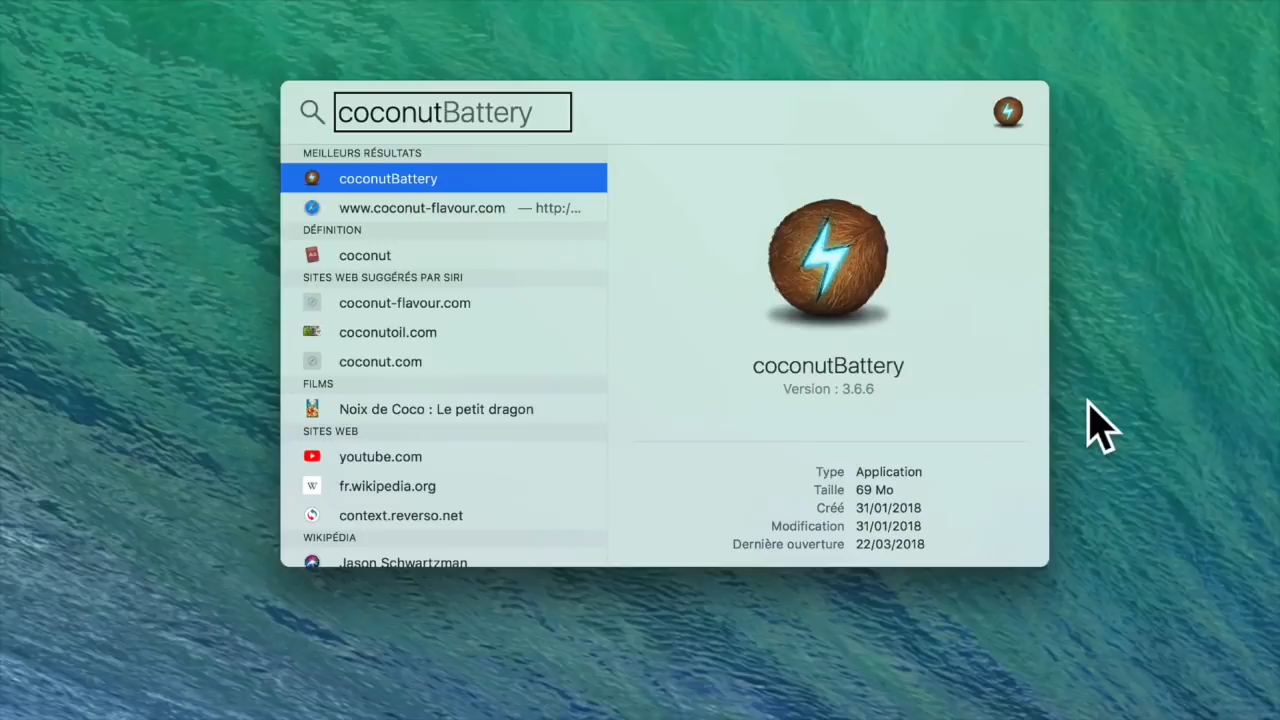 coconutBattery
MEILLEURS RÉSULTATS
coconutBattery
www.coconut-flavour.com — http:/...
DÉFINITION
coconut
SITES WEB SUGGÉRÉS PAR SIRI
coconut-flavour.com
coconutoil.com
coconut.com
FILMS
Noix de Coco : Le petit dragon
SITES WEB
youtube.com
W fr.wikipedia.org
context.reverso.net
WIKIPÉDIA
Jason Schwartzman
coconutBattery
Version : 3.6.6
Type Application
Taille 69 Mo
Créé 31/01/2018
Modification 31/01/2018
Dernière ouverture 22/03/2018